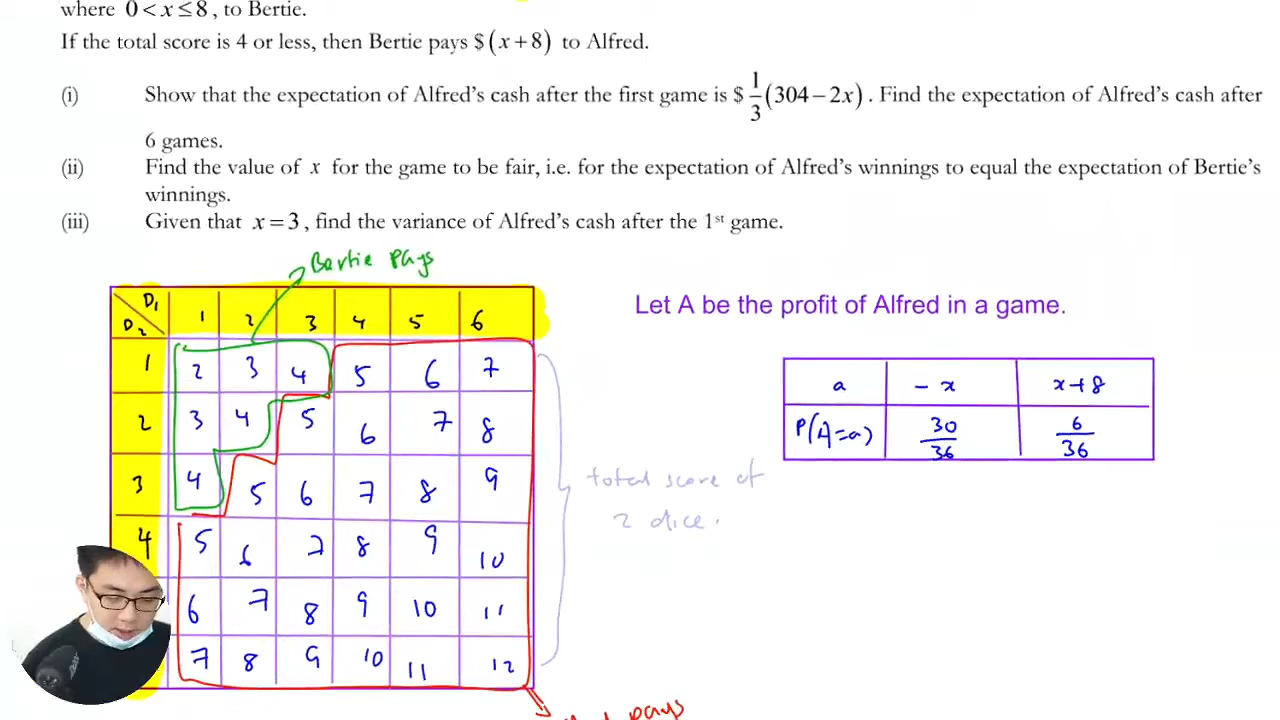 where 0 < x ≤ 8, to Bertie.
If the total score is 4 or less, then Bertie pays $(x+8) to Alfred.
(i) Show that the expectation of Alfred's cash after the first game is $\frac{1}{3}(304-2x). Find the expectation of Alfred's cash after
6 games.
(ii) Find the value of x for the game to be fair, i.e. for the expectation of Alfred's winnings to equal the expectation of Bertie's
winnings.
(iii) Given that x = 3, find the variance of Alfred's cash after the 1st game.
Bertie Pays
Let A be the profit of Alfred in a game.
D1 1 2 3 4 5 6
D2
1 2 3 4 5 6 7
2 3 4 5 6 7 8
3 4 5 6 7 8 9
4 5 6 7 8 9 10
6 7 8 9 10 11
7 8 9 10 11 12
a -x x+8
P(A=a) 30/36 6/36
total score of
2 dice.
pays